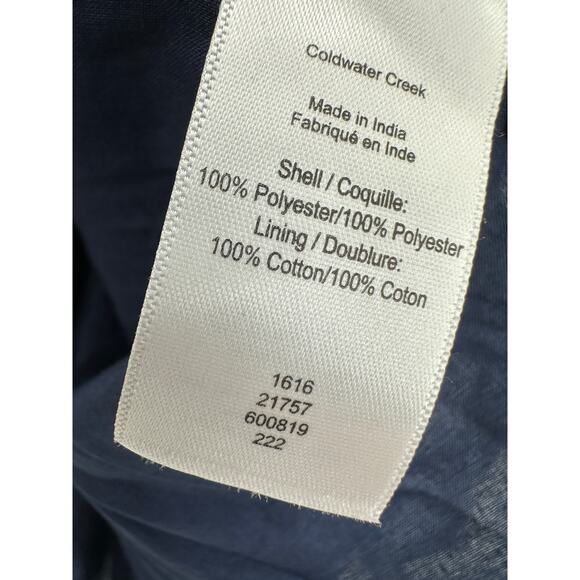 Coldwater Creek
Made in India
Fabriqué en Inde
Shell / Coquille:
100% Polyester/100% Polyester
Lining / Doublure:
100% Cotton/100% Coton
1616
21757
600819
222